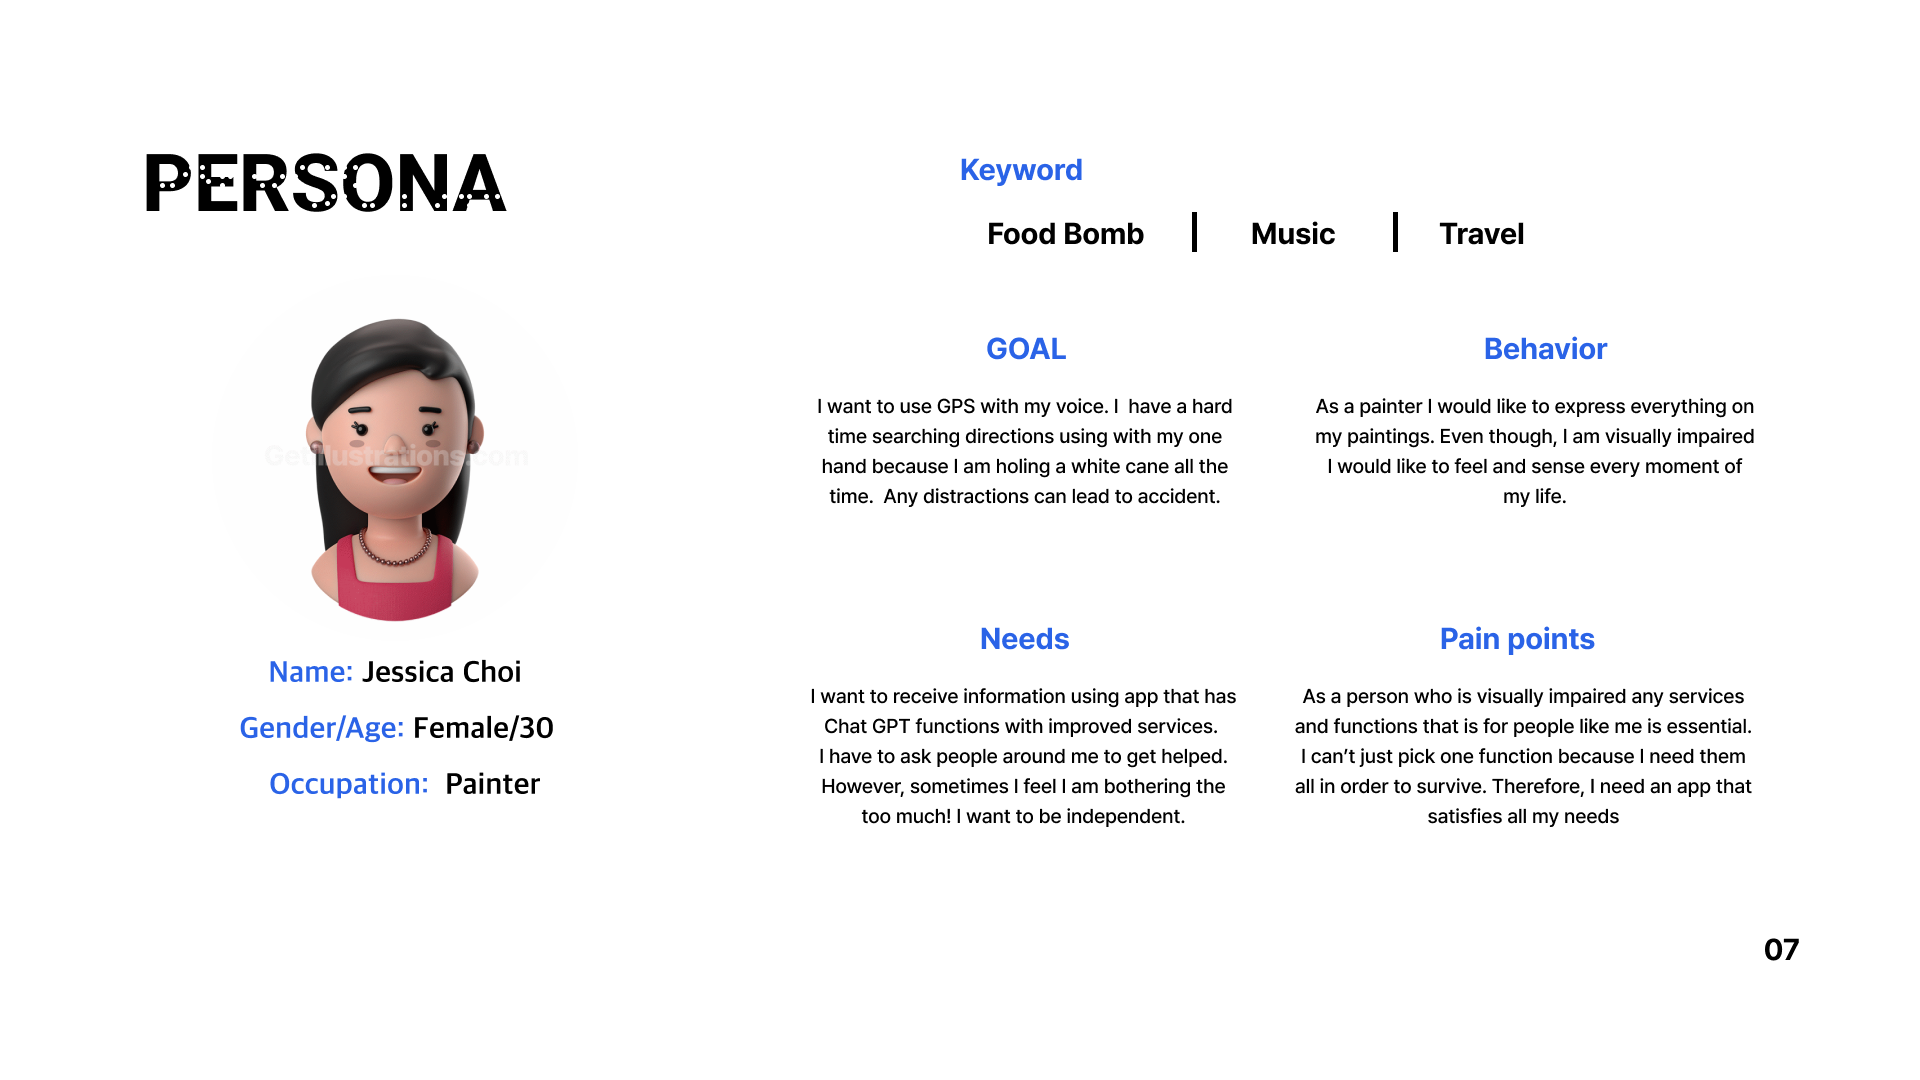 PERSONA
Getillustrations.com
Name: Jessica Choi
Gender/Age: Female/30
Occupation: Painter
Keyword
Food Bomb | Music | Travel
GOAL
I want to use GPS with my voice. I  have a hard
time searching directions using with my one
hand because I am holing a white cane all the
time.  Any distractions can lead to accident.
Behavior
As a painter I would like to express everything on
my paintings. Even though, I am visually impaired
I would like to feel and sense every moment of
my life.
Needs
I want to receive information using app that has
Chat GPT functions with improved services.
I have to ask people around me to get helped.
However, sometimes I feel I am bothering the
too much! I want to be independent.
Pain points
As a person who is visually impaired any services
and functions that is for people like me is essential.
I can’t just pick one function because I need them
all in order to survive. Therefore, I need an app that
satisfies all my needs
07